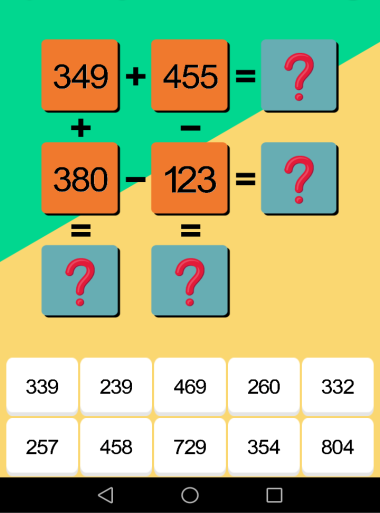 349 + 455 = ?
+ −
380 − 123 = ?
= =
? ?
339 239 469 260 332
257 458 729 354 804